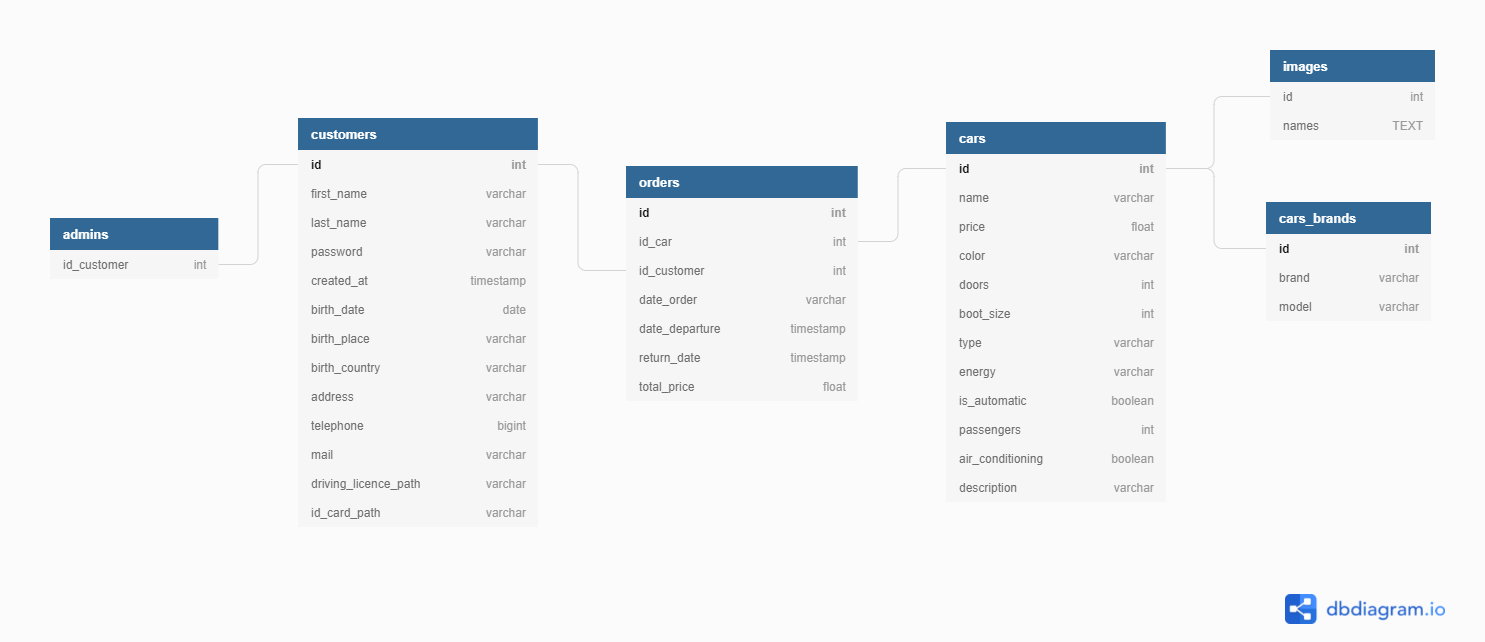 admins
id_customer int
customers
id int
first_name varchar
last_name varchar
password varchar
created_at timestamp
birth_date date
birth_place varchar
birth_country varchar
address varchar
telephone bigint
mail varchar
driving_licence_path varchar
id_card_path varchar
orders
id int
id_car int
id_customer int
date_order varchar
date_departure timestamp
return_date timestamp
total_price float
cars
id int
name varchar
price float
color varchar
doors int
boot_size int
type varchar
energy varchar
is_automatic boolean
passengers int
air_conditioning boolean
description varchar
images
id int
names TEXT
cars_brands
id int
brand varchar
model varchar
dbdiagram.io